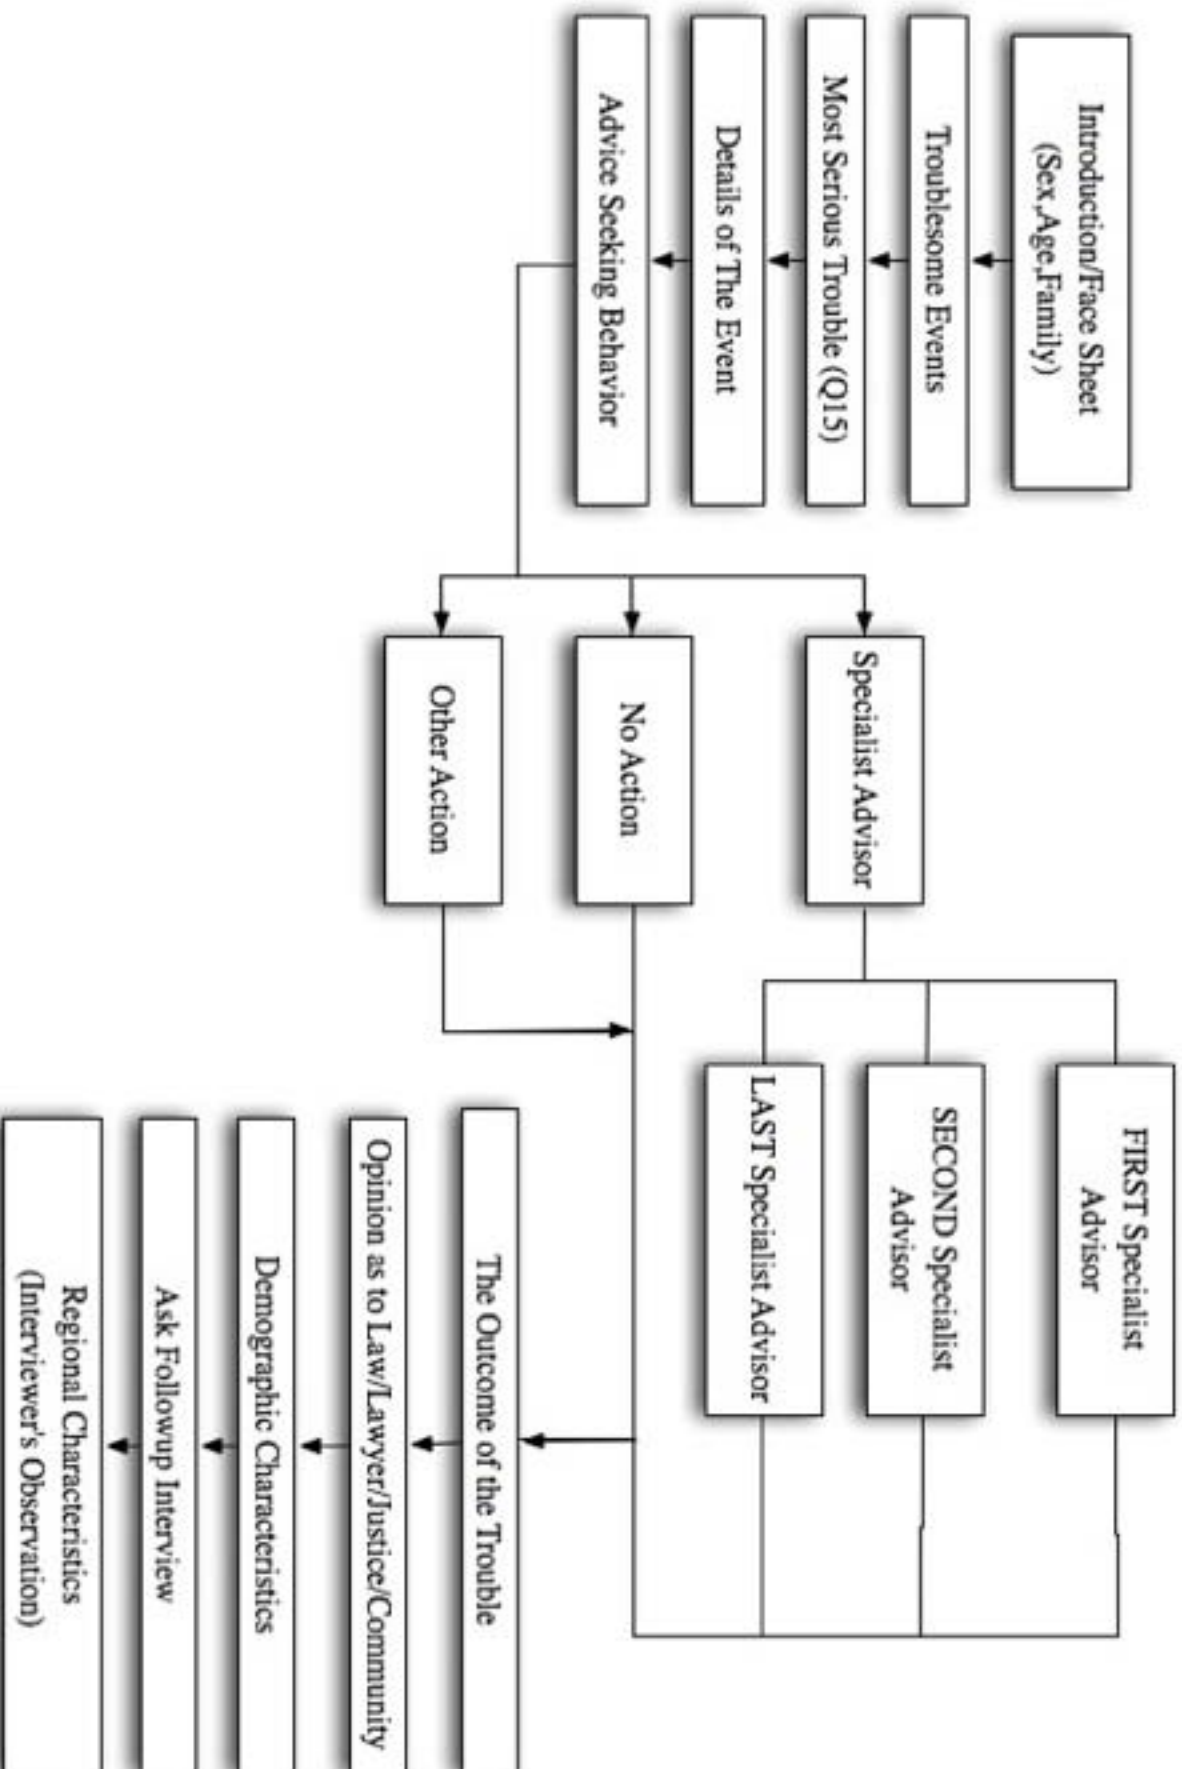 Introduction/Face Sheet
(Sex,Age,Family)
Troublesome Events
Most Serious Trouble (Q15)
Details of The Event
Advice Seeking Behavior
Specialist Advisor
No Action
Other Action
FIRST Specialist
Advisor
SECOND Specialist
Advisor
LAST Specialist Advisor
The Outcome of the Trouble
Opinion as to Law/Lawyer/Justice/Community
Demographic Characteristics
Ask Followup Interview
Regional Characteristics
(Interviewer's Observation)